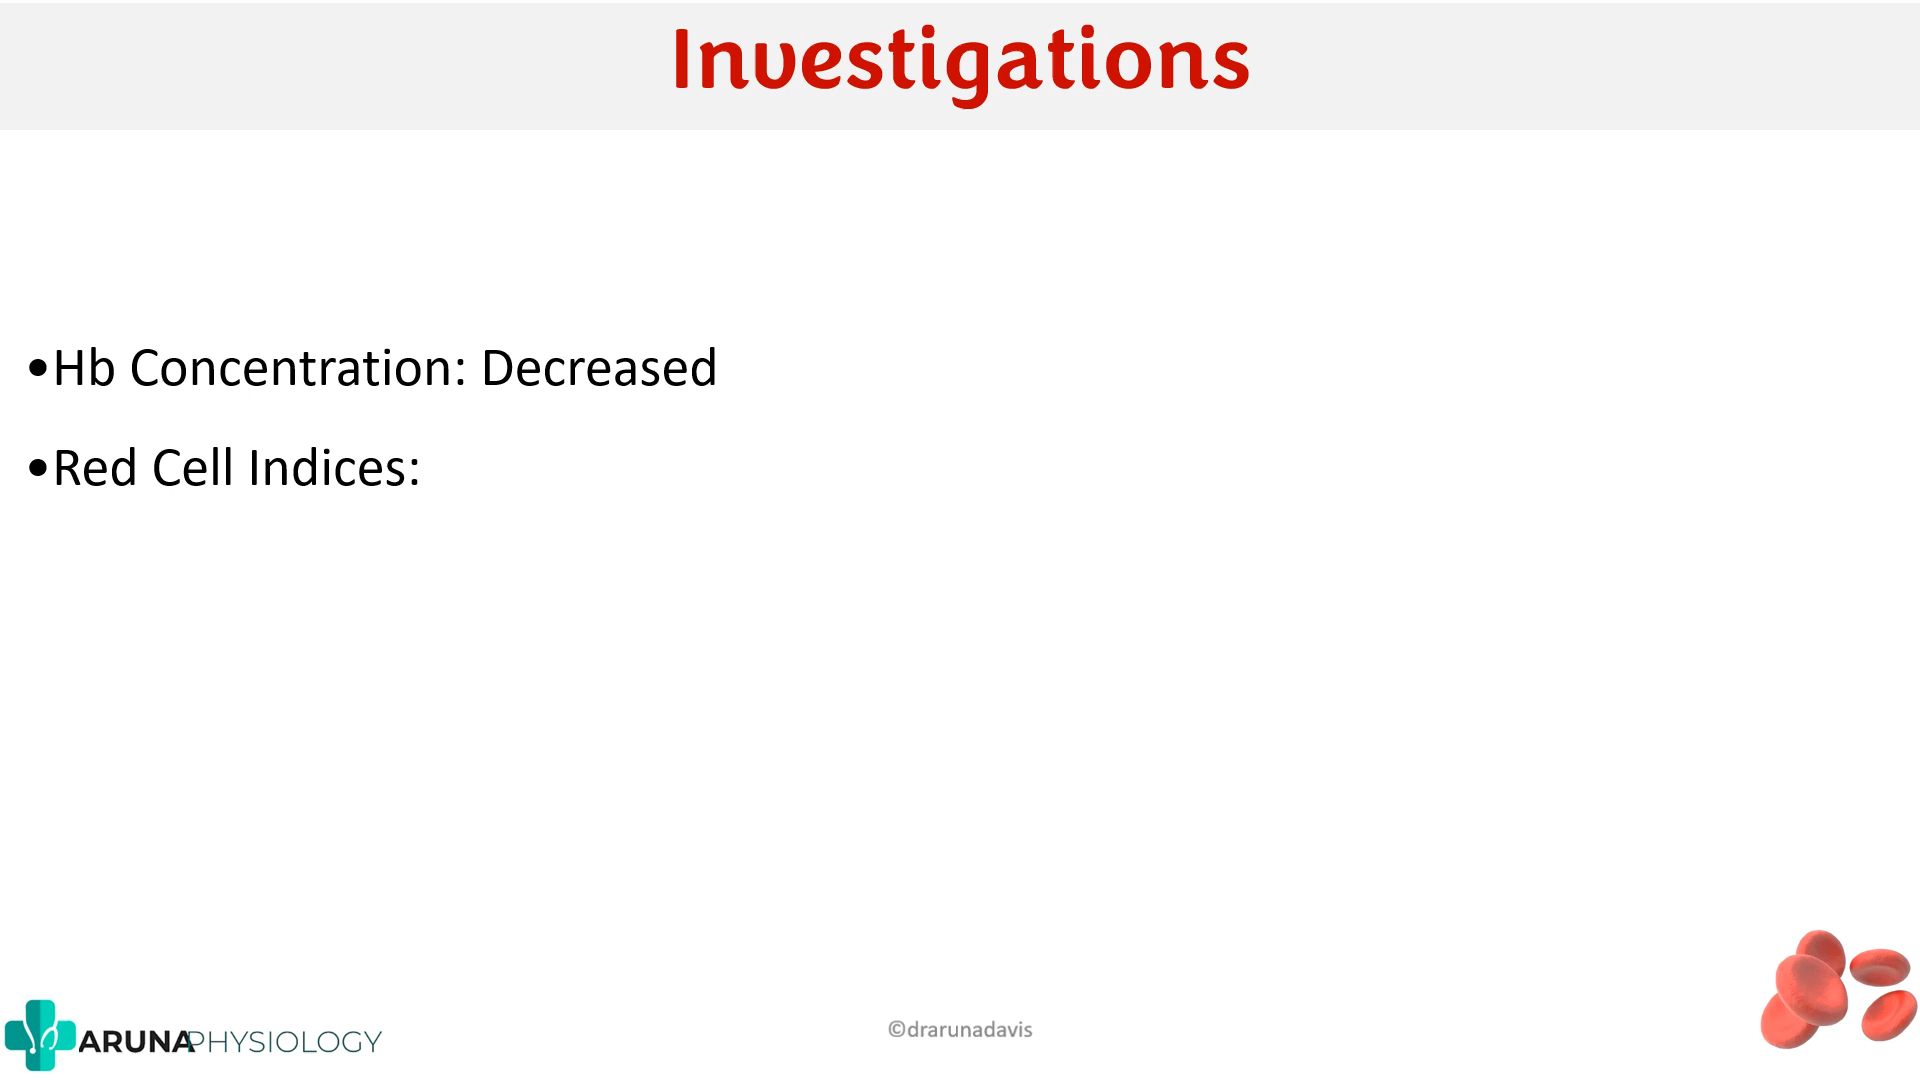 Investigations
•Hb Concentration: Decreased
•Red Cell Indices:
ARUNAPHYSIOLOGY
©drarunadavis